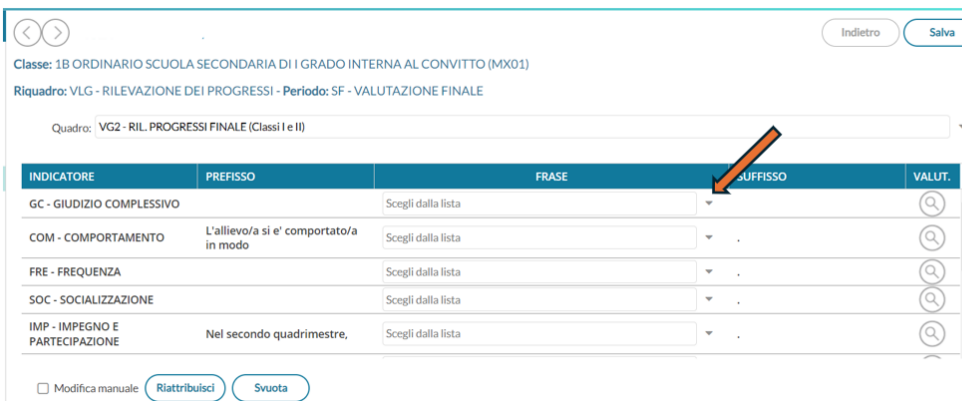 Indietro
Salva
Classe: 1B ORDINARIO SCUOLA SECONDARIA DI I GRADO INTERNA AL CONVITTO (MX01)
Riquadro: VLG - RILEVAZIONE DEI PROGRESSI - Periodo: SF - VALUTAZIONE FINALE
Quadro: VG2 - RIL. PROGRESSI FINALE (Classi I e II)
INDICATORE PREFISSO FRASE SUFFISSO VALUT.
GC - GIUDIZIO COMPLESSIVO Scegli dalla lista
COM - COMPORTAMENTO L'allievo/a si e' comportato/a in modo Scegli dalla lista .
FRE - FREQUENZA Scegli dalla lista .
SOC - SOCIALIZZAZIONE Scegli dalla lista .
IMP - IMPEGNO E PARTECIPAZIONE Nel secondo quadrimestre, Scegli dalla lista .
Modifica manuale Riattribuisci Svuota